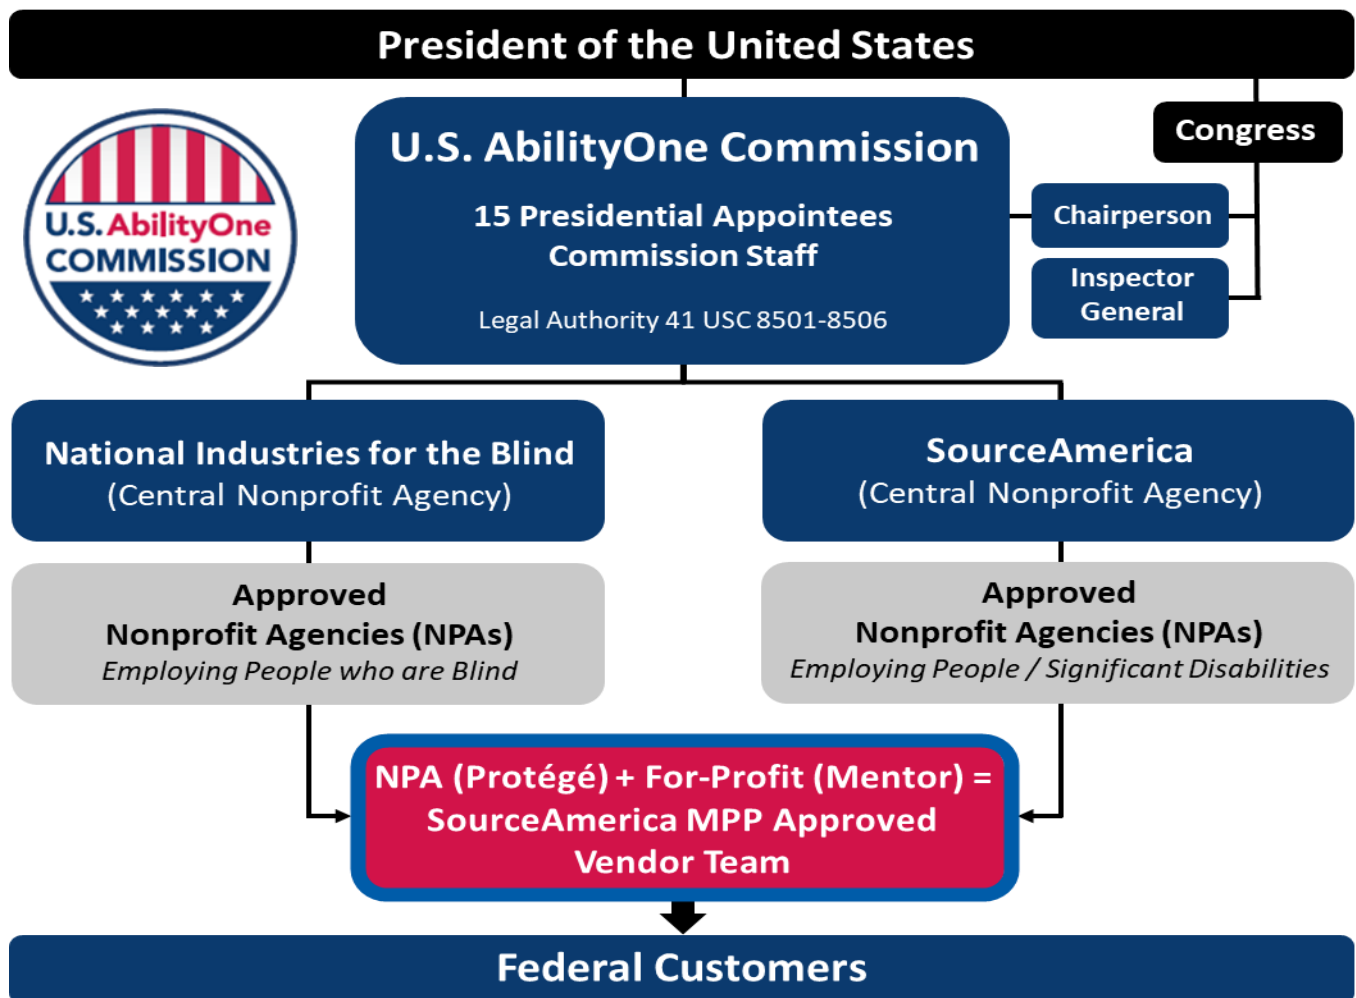 President of the United States
U.S. AbilityOne Commission
15 Presidential Appointees
Commission Staff
Legal Authority 41 USC 8501-8506
Congress
Chairperson
Inspector
General
U.S. AbilityOne
COMMISSION
National Industries for the Blind
(Central Nonprofit Agency)
SourceAmerica
(Central Nonprofit Agency)
Approved
Nonprofit Agencies (NPAs)
Employing People who are Blind
Approved
Nonprofit Agencies (NPAs)
Employing People / Significant Disabilities
NPA (Protégé) + For-Profit (Mentor) =
SourceAmerica MPP Approved
Vendor Team
Federal Customers